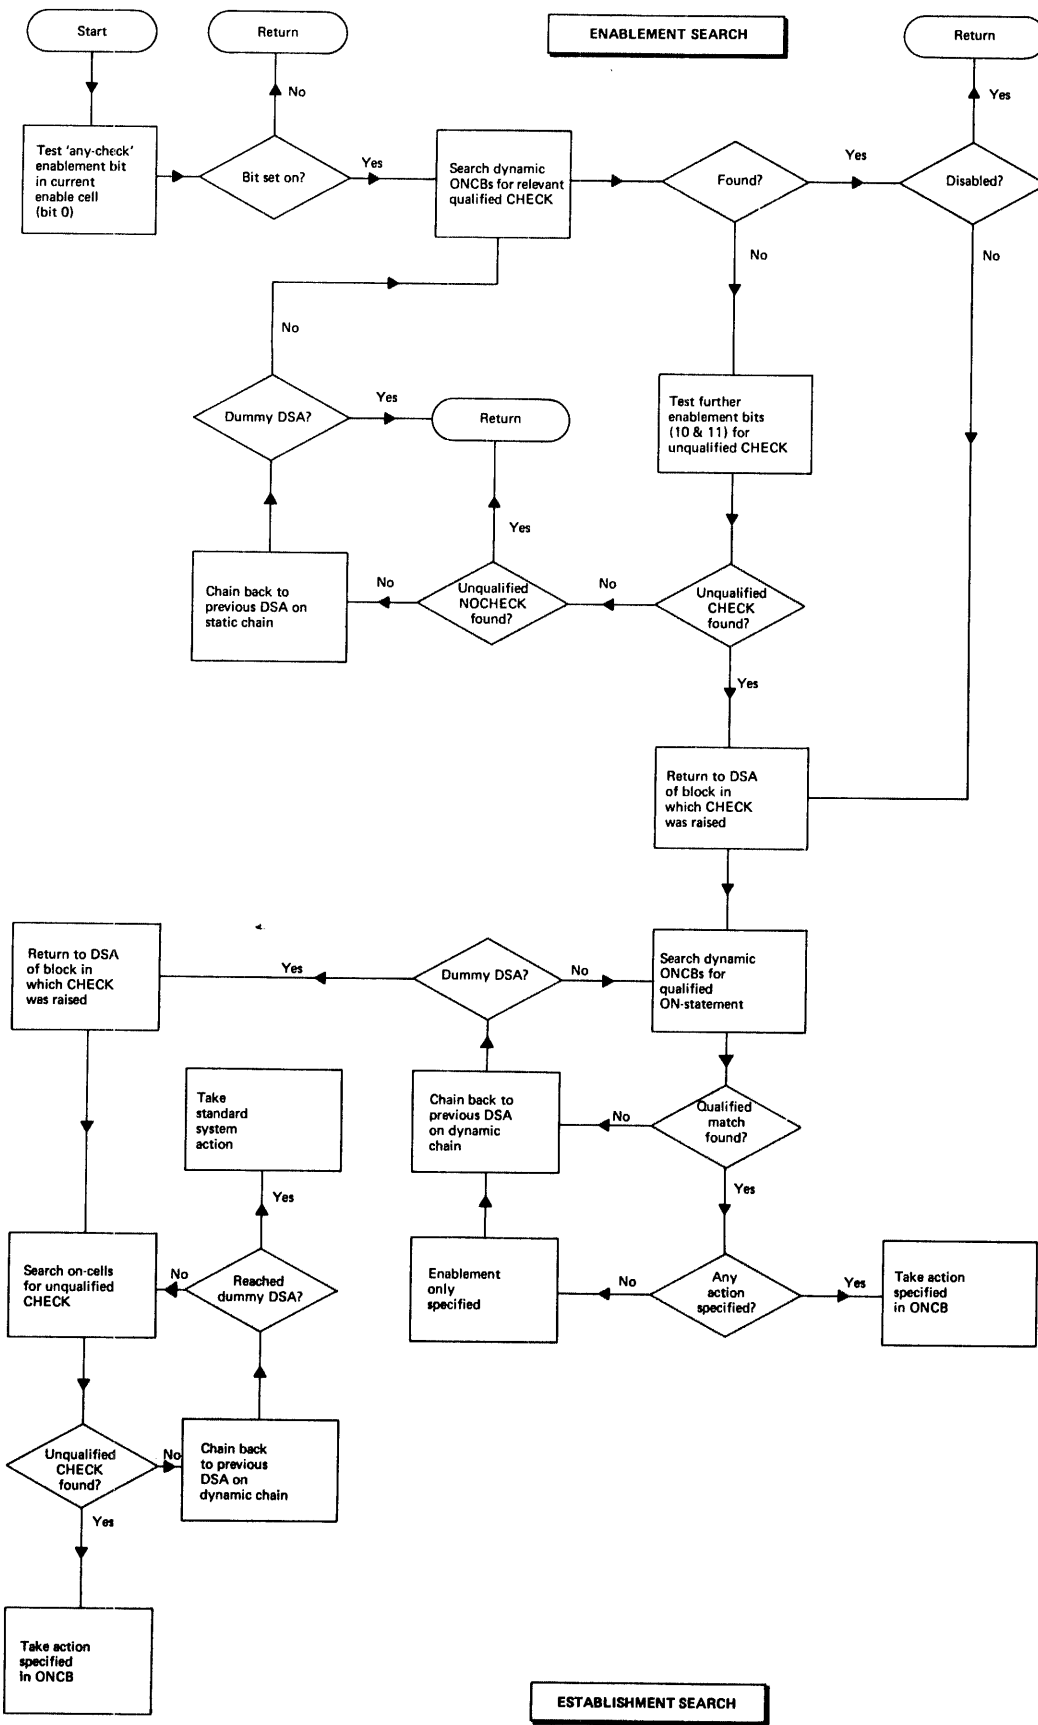 Start
Return
ENABLEMENT SEARCH
Return
No
Yes
Test 'any-check'
enablement bit
in current
enable cell
(bit 0)
Bit set on?
Yes
Search dynamic
ONCBs for relevant
qualified CHECK
Found?
Yes
Disabled?
No
No
No
Dummy DSA?
Yes
Return
Test further
enablement bits
(10 & 11) for
unqualified CHECK
Yes
Chain back to
previous DSA on
static chain
No
Unqualified
NOCHECK
found?
No
Unqualified
CHECK
found?
Yes
Return to DSA
of block in
which CHECK
was raised
Return to DSA
of block in
which CHECK
was raised
Yes
Dummy DSA?
No
Search dynamic
ONCBs for
qualified
ON-statement
Take
standard
system
action
Chain back to
previous DSA
on dynamic
chain
No
Qualified
match
found?
Yes
Yes
Search on-cells
for unqualified
CHECK
No
Reached
dummy DSA?
Enablement
only
specified
No
Any
action
specified?
Yes
Take action
specified
in ONCB
Unqualified
CHECK
found?
No
Chain back
to previous
DSA on
dynamic chain
Yes
Take action
specified
in ONCB
ESTABLISHMENT SEARCH